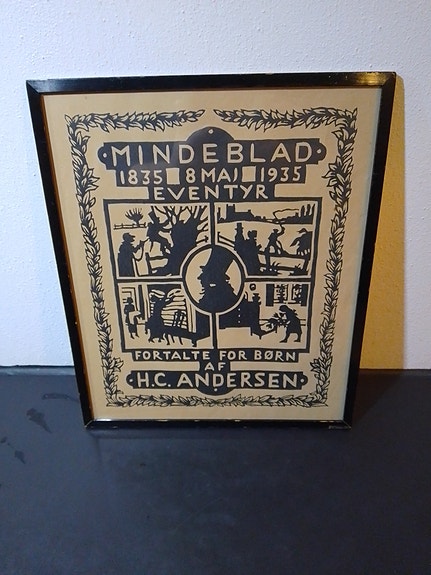 MINDEBLAD
1835 8 MAJ 1935
EVENTYR
FORTALTE FOR BØRN
AF
H.C. ANDERSEN